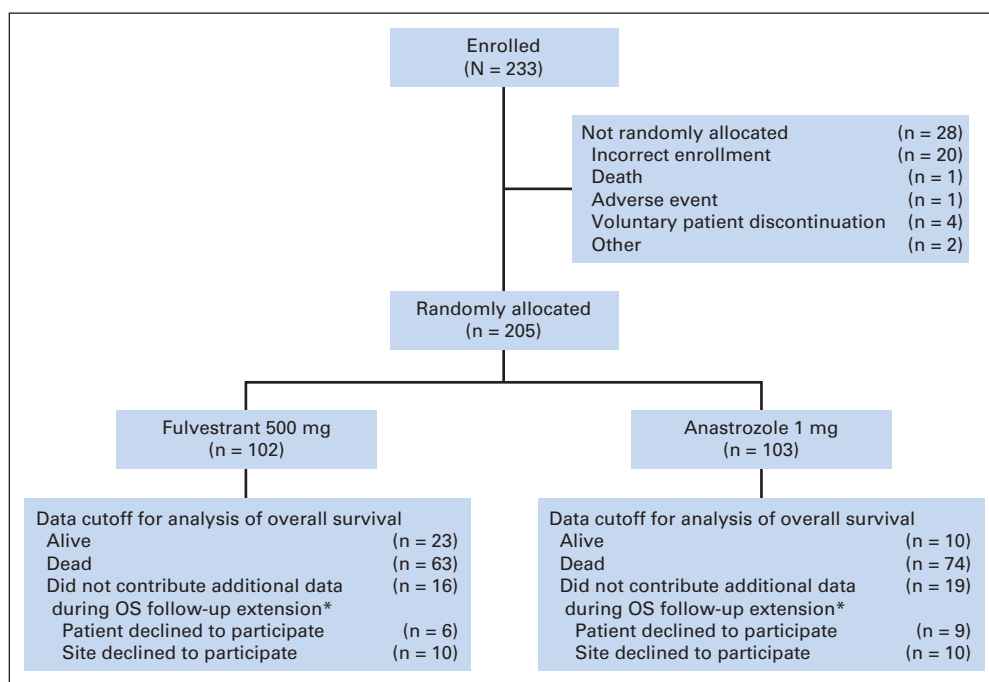 Enrolled
(N = 233)
Not randomly allocated (n = 28)
Incorrect enrollment (n = 20)
Death (n = 1)
Adverse event (n = 1)
Voluntary patient discontinuation (n = 4)
Other (n = 2)
Randomly allocated
(n = 205)
Fulvestrant 500 mg
(n = 102)
Anastrozole 1 mg
(n = 103)
Data cutoff for analysis of overall survival
Alive (n = 23)
Dead (n = 63)
Did not contribute additional data (n = 16)
during OS follow-up extension*
Patient declined to participate (n = 6)
Site declined to participate (n = 10)
Data cutoff for analysis of overall survival
Alive (n = 10)
Dead (n = 74)
Did not contribute additional data (n = 19)
during OS follow-up extension*
Patient declined to participate (n = 9)
Site declined to participate (n = 10)